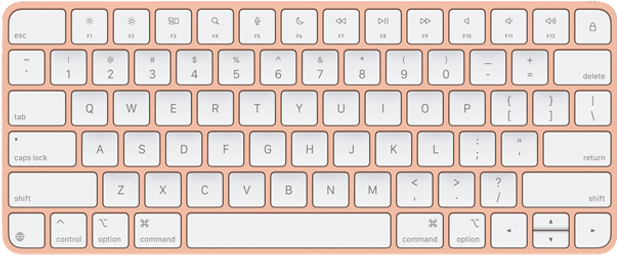 esc F1 F2 F3 F4 F5 F6 F7 F8 F9 F10 F11 F12
~ ! @ # $ % ^ & * ( ) _ +
` 1 2 3 4 5 6 7 8 9 0 - = delete
tab Q W E R T Y U I O P { [ } ] | \
caps lock A S D F G H J K L : ; " ' return
shift Z X C V B N M < , > . ? / shift
control option command command option